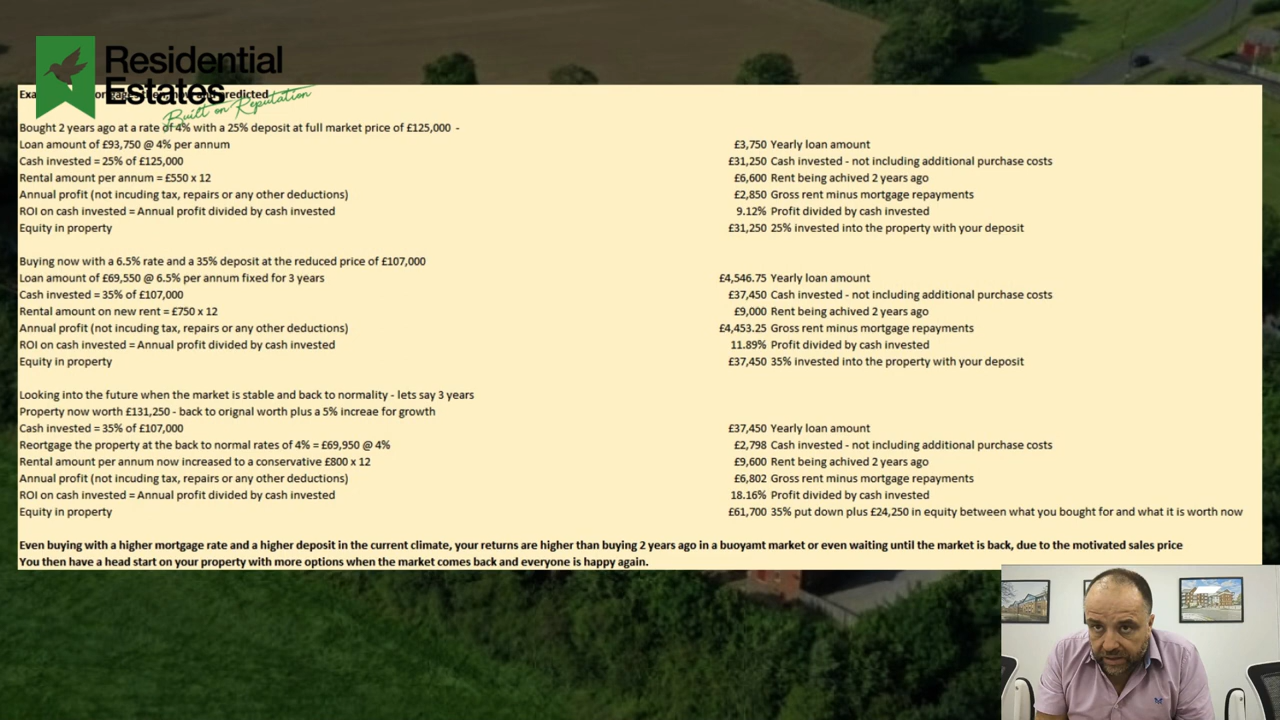 Residential
Estates
Built on Reputation
predicted
Bought 2 years ago at a rate of 4% with a 25% deposit at full market price of £125,000 -
Loan amount of £93,750 @ 4% per annum £3,750 Yearly loan amount
Cash invested = 25% of £125,000 £31,250 Cash invested - not including additional purchase costs
Rental amount per annum = £550 x 12 £6,600 Rent being achived 2 years ago
Annual profit (not incuding tax, repairs or any other deductions) £2,850 Gross rent minus mortgage repayments
ROI on cash invested = Annual profit divided by cash invested 9.12% Profit divided by cash invested
Equity in property £31,250 25% invested into the property with your deposit
Buying now with a 6.5% rate and a 35% deposit at the reduced price of £107,000
Loan amount of £69,550 @ 6.5% per annum fixed for 3 years £4,546.75 Yearly loan amount
Cash invested = 35% of £107,000 £37,450 Cash invested - not including additional purchase costs
Rental amount on new rent = £750 x 12 £9,000 Rent being achived 2 years ago
Annual profit (not incuding tax, repairs or any other deductions) £4,453.25 Gross rent minus mortgage repayments
ROI on cash invested = Annual profit divided by cash invested 11.89% Profit divided by cash invested
Equity in property £37,450 35% invested into the property with your deposit
Looking into the future when the market is stable and back to normality - lets say 3 years
Property now worth £131,250 - back to orignal worth plus a 5% increae for growth
Cash invested = 35% of £107,000 £37,450 Yearly loan amount
Reortgage the property at the back to normal rates of 4% = £69,950 @ 4% £2,798 Cash invested - not including additional purchase costs
Rental amount per annum now increased to a conservative £800 x 12 £9,600 Rent being achived 2 years ago
Annual profit (not incuding tax, repairs or any other deductions) £6,802 Gross rent minus mortgage repayments
ROI on cash invested = Annual profit divided by cash invested 18.16% Profit divided by cash invested
Equity in property £61,700 35% put down plus £24,250 in equity between what you bought for and what it is worth now
Even buying with a higher mortgage rate and a higher deposit in the current climate, your returns are higher than buying 2 years ago in a buoyamt market or even waiting until the market is back, due to the motivated sales price
You then have a head start on your property with more options when the market comes back and everyone is happy again.